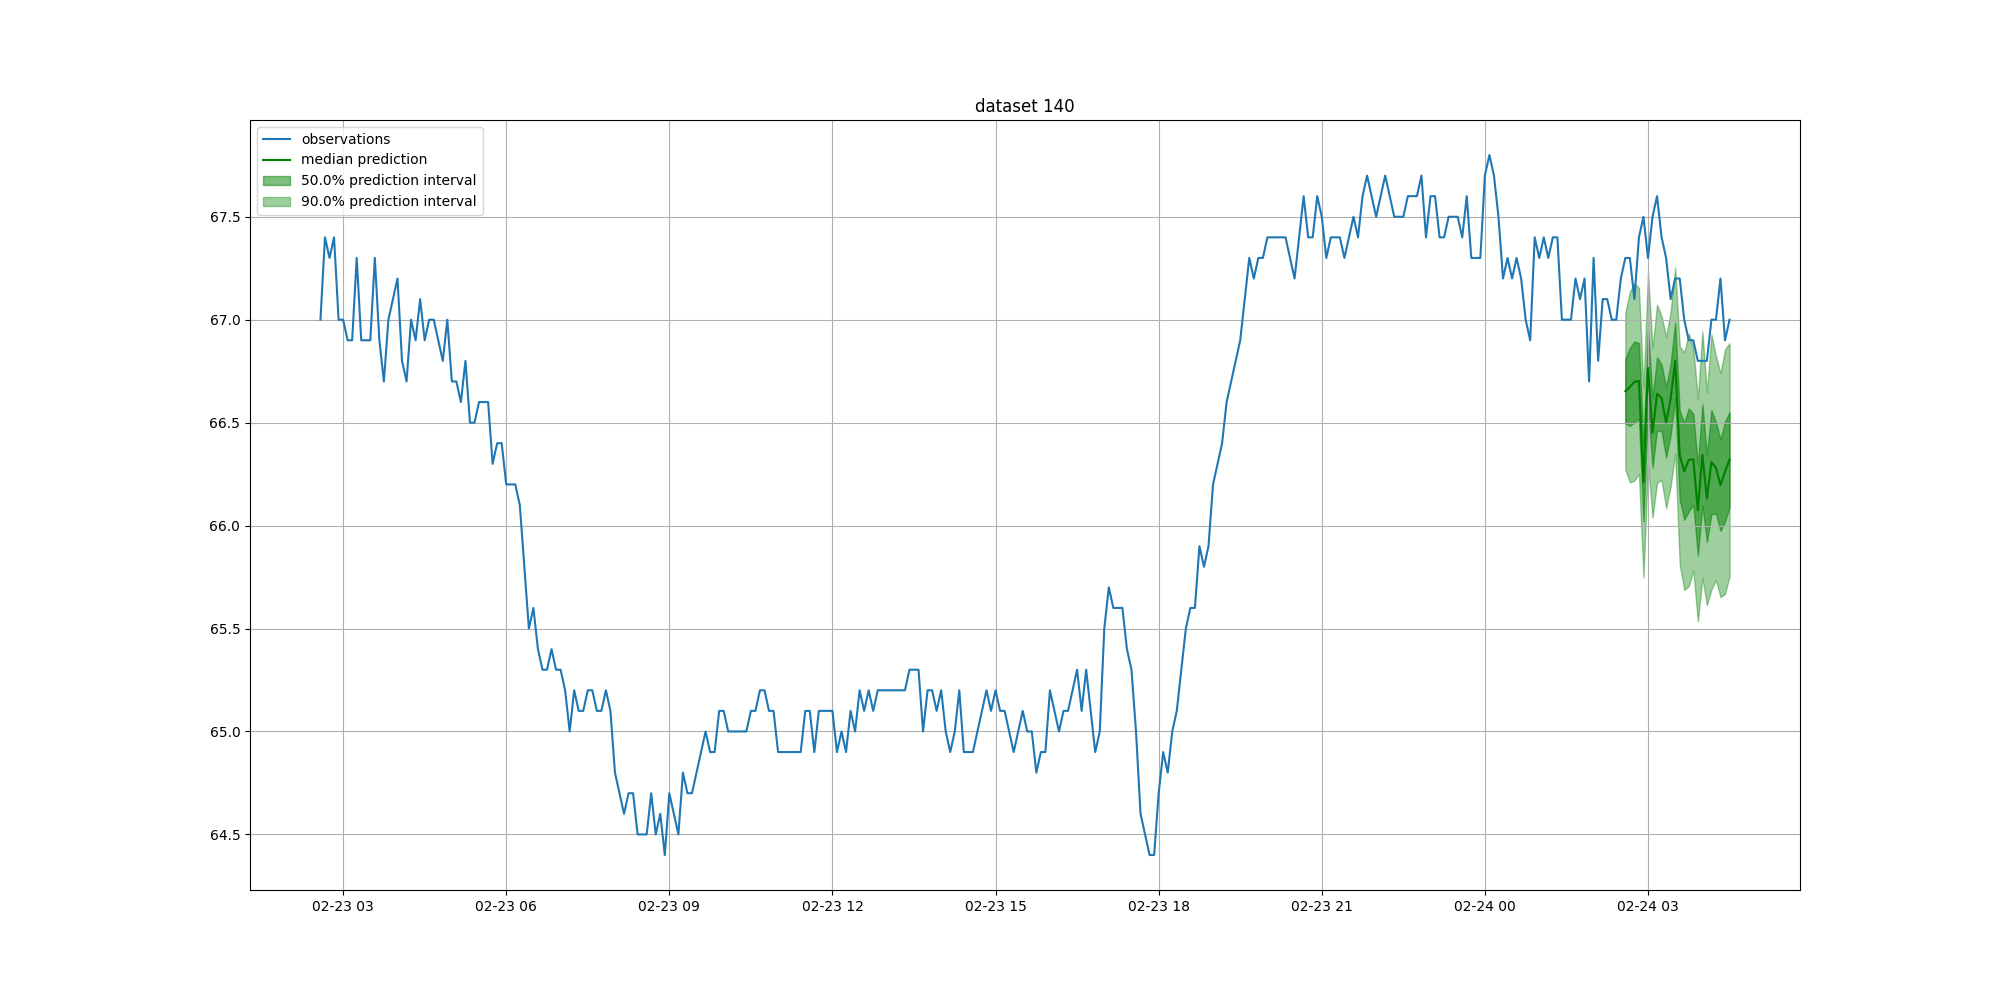 dataset 140
observations
median prediction
50.0% prediction interval
90.0% prediction interval
67.5
67.0
66.5
66.0
65.5
65.0
64.5
02-23 03 02-23 06 02-23 09 02-23 12 02-23 15 02-23 18 02-23 21 02-24 00 02-24 03